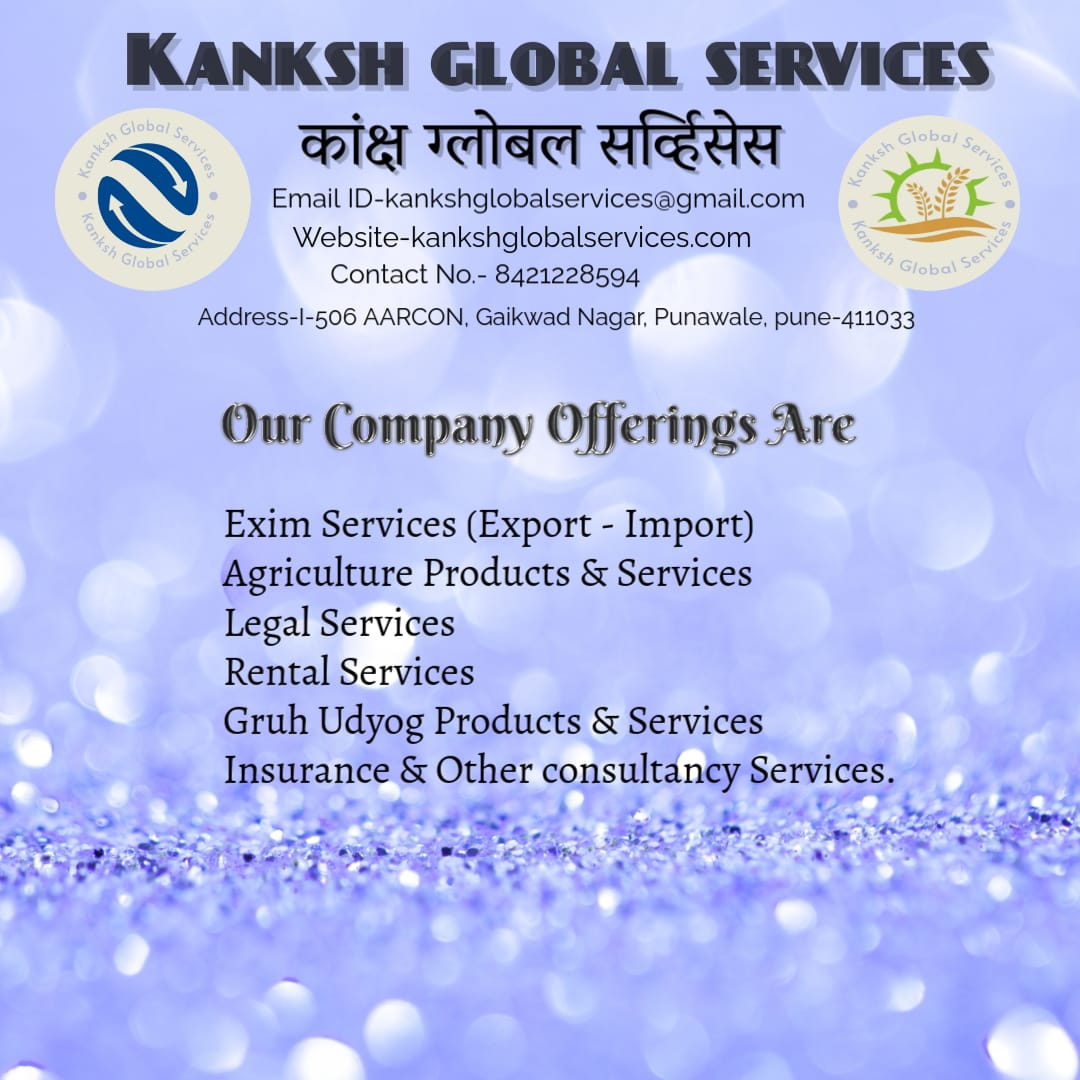 KANKSH GLOBAL SERVICES
कांक्ष ग्लोबल सर्व्हिसेस
Kanksh Global Services
Kanksh Global Services
Kanksh Global Services
Kanksh Global Services
Email ID-kankshglobalservices@gmail.com
Website-kankshglobalservices.com
Contact No.- 8421228594
Address-I-506 AARCON, Gaikwad Nagar, Punawale, pune-411033
Our Company Offerings Are
Exim Services (Export - Import)
Agriculture Products & Services
Legal Services
Rental Services
Gruh Udyog Products & Services
Insurance & Other consultancy Services.